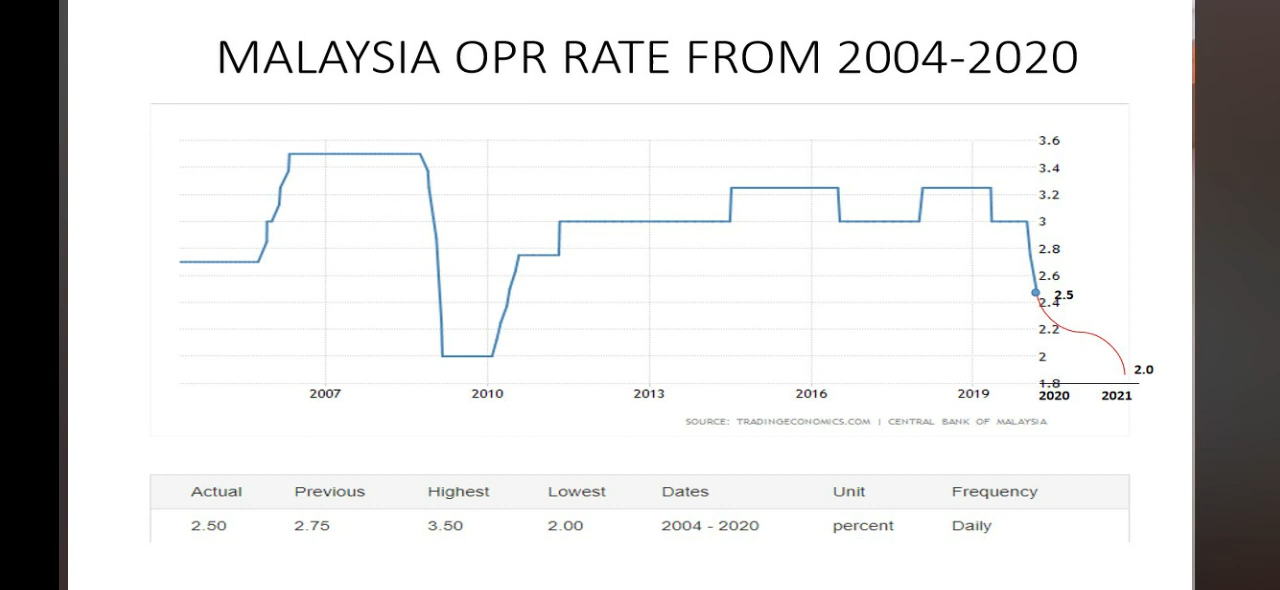 MALAYSIA OPR RATE FROM 2004-2020
3.6
3.4
3.2
3
2.8
2.6
2.5
2.4
2.2
2
2.0
1.8
2007 2010 2013 2016 2019 2020 2021
SOURCE: TRADINGECONOMICS.COM | CENTRAL BANK OF MALAYSIA
Actual Previous Highest Lowest Dates Unit Frequency
2.50 2.75 3.50 2.00 2004 - 2020 percent Daily